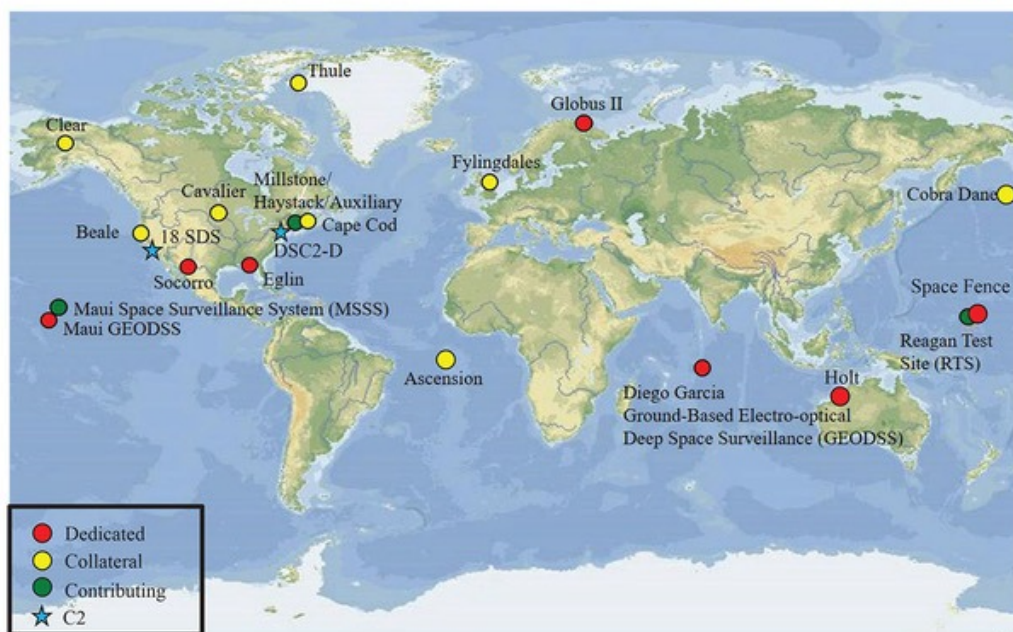 Thule
Globus II
Clear
Fylingdales
Millstone/
Cavalier
Haystack/Auxiliary
Cobra Dane
Cape Cod
Beale
18 SDS
DSC2-D
Socorro
Eglin
Space Fence
Maui Space Surveillance System (MSSS)
Maui GEODSS
Reagan Test
Site (RTS)
Ascension
Holt
Diego Garcia
Ground-Based Electro-optical
Deep Space Surveillance (GEODSS)
Dedicated
Collateral
Contributing
C2